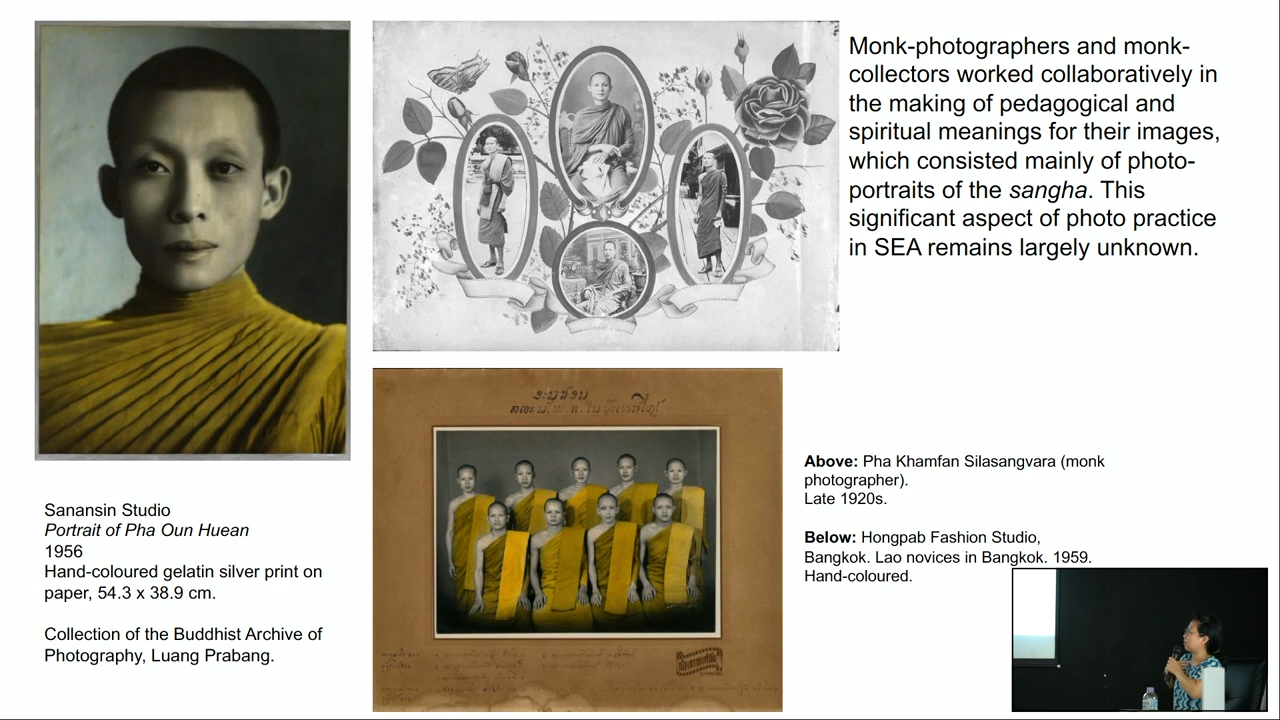 Monk-photographers and monk-
collectors worked collaboratively in
the making of pedagogical and
spiritual meanings for their images,
which consisted mainly of photo-
portraits of the sangha. This
significant aspect of photo practice
in SEA remains largely unknown.
Above: Pha Khamfan Silasangvara (monk
photographer).
Late 1920s.
Below: Hongpab Fashion Studio,
Bangkok. Lao novices in Bangkok. 1959.
Hand-coloured.
Sanansin Studio
Portrait of Pha Oun Huean
1956
Hand-coloured gelatin silver print on
paper, 54.3 x 38.9 cm.
Collection of the Buddhist Archive of
Photography, Luang Prabang.